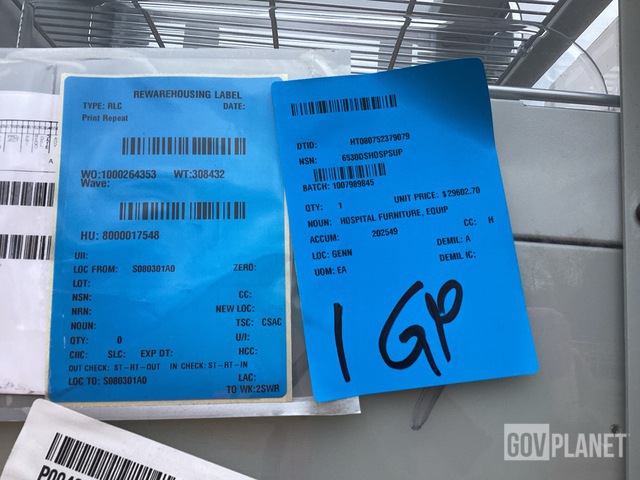 REWAREHOUSING LABEL
TYPE: RLC DATE:
Print Repeat
WO:1000264353 WT:308432
Wave:
HU: 8000017548
UII:
LOC FROM: S080301A0 ZERO:
LOT:
NSN: CC:
NRN: NEW LOC:
NOUN: TSC: CSAC
QTY: 0 U/I:
CIIC: SLC: EXP DT: HCC:
OUT CHECK: ST-RT-OUT IN CHECK: ST-RT-IN
LOC TO: S080301A0 LAC:
TO WK:2SWR
DTID: HT080752379079
NSN: 6530DSHOSPSUP
BATCH: 1007989845
QTY: 1 UNIT PRICE: $29602.70
NOUN: HOSPITAL FURNITURE, EQUIP
ACCUM: 202549 CC: H
LOC: GENN DEMIL: A
UOM: EA DEMIL IC:
1 GP
GOVPLANET